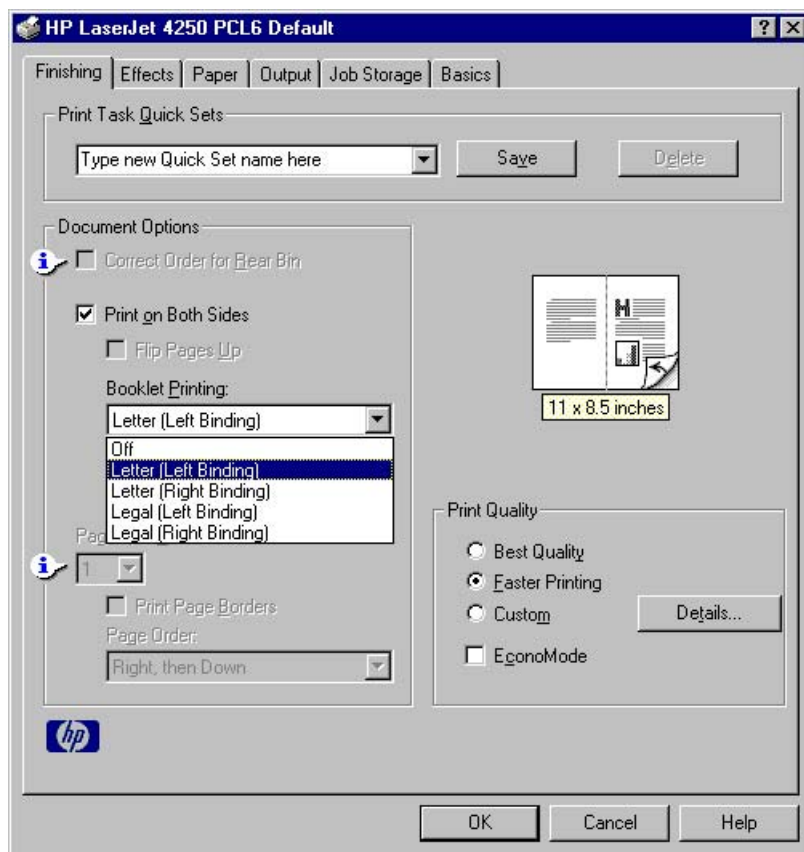 HP LaserJet 4250 PCL6 Default
Finishing Effects Paper Output Job Storage Basics
Print Task Quick Sets
Type new Quick Set name here Save Delete
Document Options
Correct Order for Rear Bin
Print on Both Sides
Flip Pages Up
Booklet Printing:
Letter (Left Binding)
Off
Letter (Left Binding)
Letter (Right Binding)
Legal (Left Binding)
Legal (Right Binding)
1
Print Page Borders
Page Order:
Right, then Down
11 x 8.5 inches
Print Quality
Best Quality
Faster Printing
Custom Details...
EconoMode
hp
OK Cancel Help